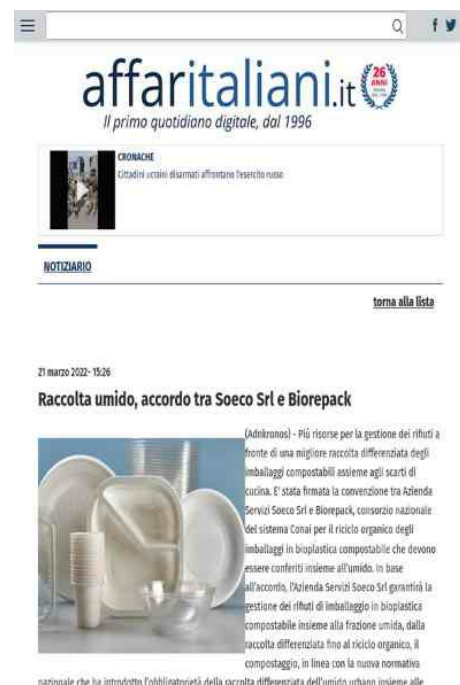 affaritaliani.it
26
ANNI
Il primo quotidiano digitale, dal 1996
CRONACHE
Cittadini ucraini disarmati affrontano l'esercito russo
NOTIZIARIO
torna alla lista
21 marzo 2022- 15:26
Raccolta umido, accordo tra Soeco Srl e Biorepack
(Adnkronos) - Più risorse per la gestione dei rifiuti a
fronte di una migliore raccolta differenziata degli
imballaggi compostabili assieme agli scarti di
cucina. E' stata firmata la convenzione tra Azienda
Servizi Soeco Srl e Biorepack, consorzio nazionale
del sistema Conai per il riciclo organico degli
imballaggi in bioplastica compostabile che devono
essere conferiti insieme all'umido. In base
all'accordo, l'Azienda Servizi Soeco Srl garantirà la
gestione dei rifiuti di imballaggio in bioplastica
compostabile insieme alla frazione umida, dalla
raccolta differenziata fino al riciclo organico, il
compostaggio, in linea con la nuova normativa
nazionale che ha introdotto l'obbligatorietà della raccolta differenziata dell'umido urbano insieme alle